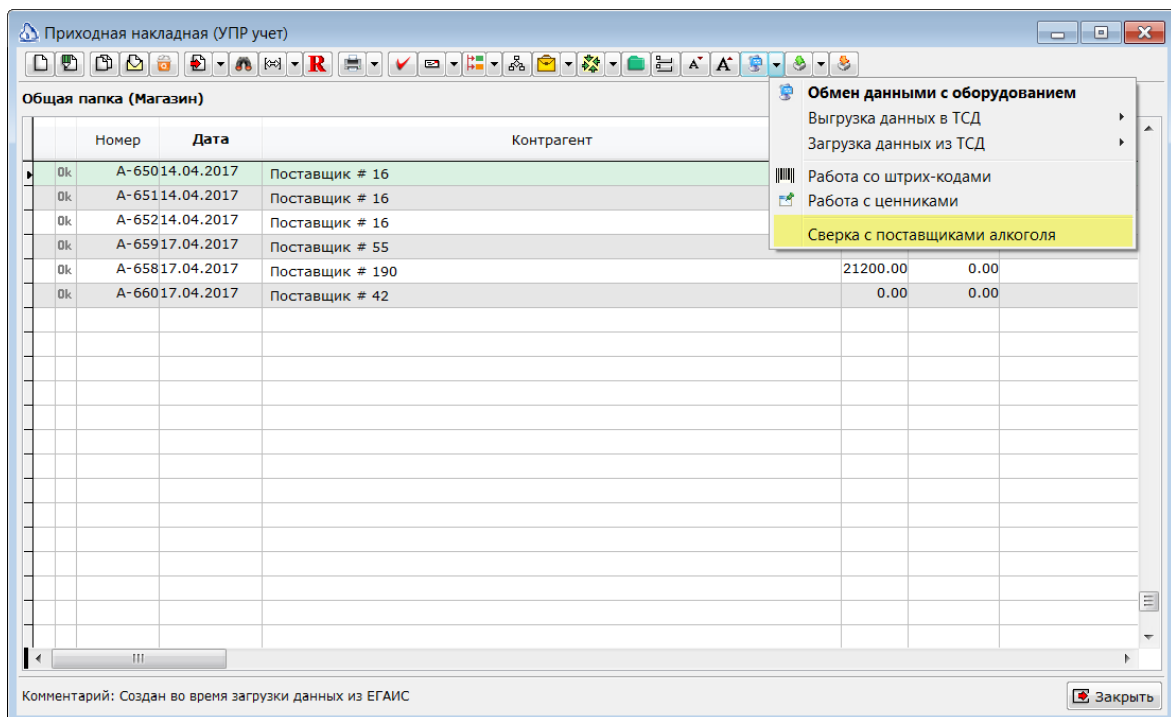 Приходная накладная (УПР учет)
Общая папка (Магазин)
Обмен данными с оборудованием
Выгрузка данных в ТСД
Загрузка данных из ТСД
Работа со штрих-кодами
Работа с ценниками
Сверка с поставщиками алкоголя
Номер Дата Контрагент
Ok А-650 14.04.2017 Поставщик # 16
Ok А-651 14.04.2017 Поставщик # 16
Ok А-652 14.04.2017 Поставщик # 16
Ok А-659 17.04.2017 Поставщик # 55
Ok А-658 17.04.2017 Поставщик # 190 21200.00 0.00
Ok А-660 17.04.2017 Поставщик # 42 0.00 0.00
Комментарий: Создан во время загрузки данных из ЕГАИС
Закрыть